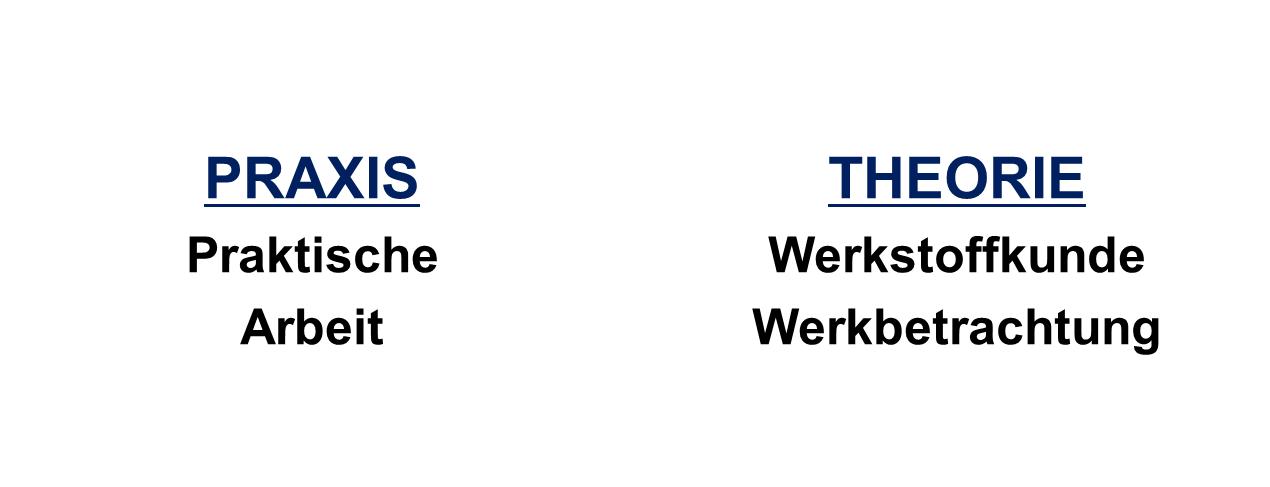 PRAXIS
Praktische
Arbeit
THEORIE
Werkstoffkunde
Werkbetrachtung